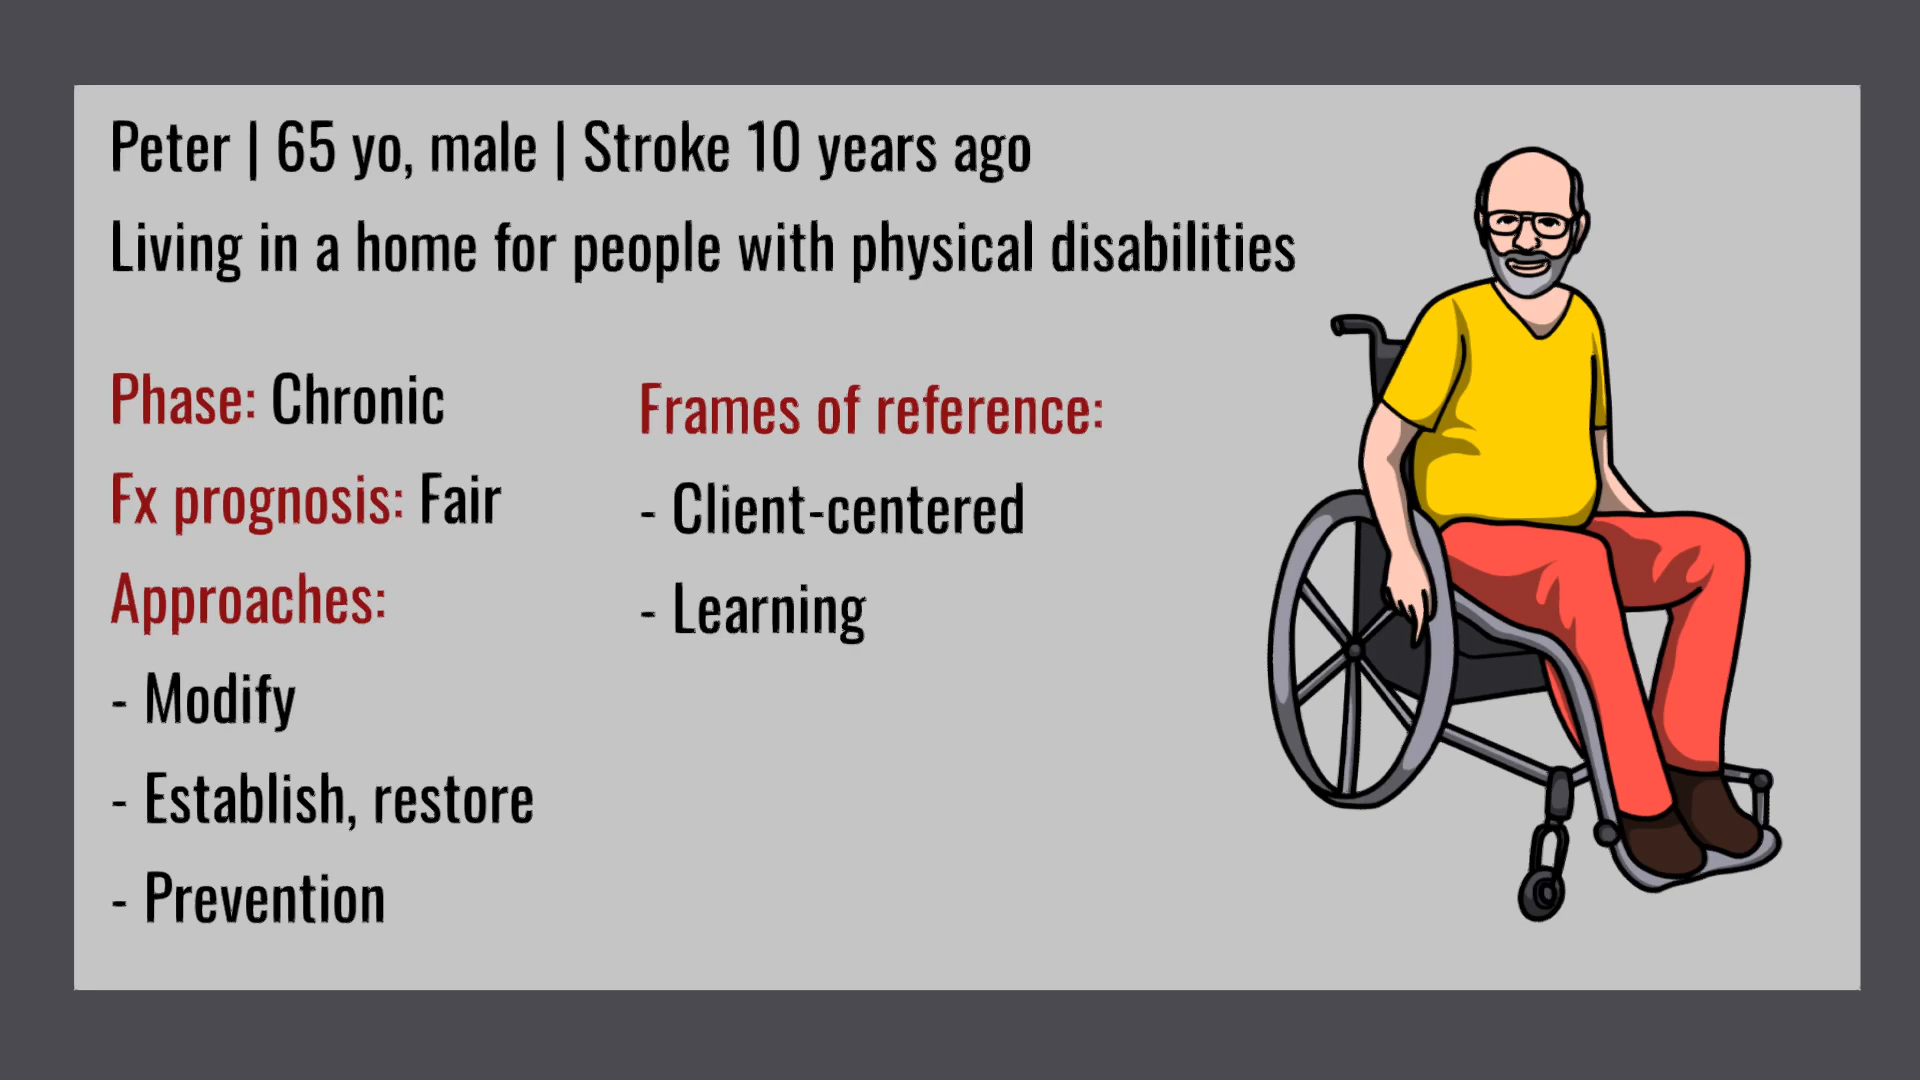 Peter | 65 yo, male | Stroke 10 years ago
Living in a home for people with physical disabilities
Phase: Chronic
Fx prognosis: Fair
Approaches:
- Modify
- Establish, restore
- Prevention
Frames of reference:
- Client-centered
- Learning